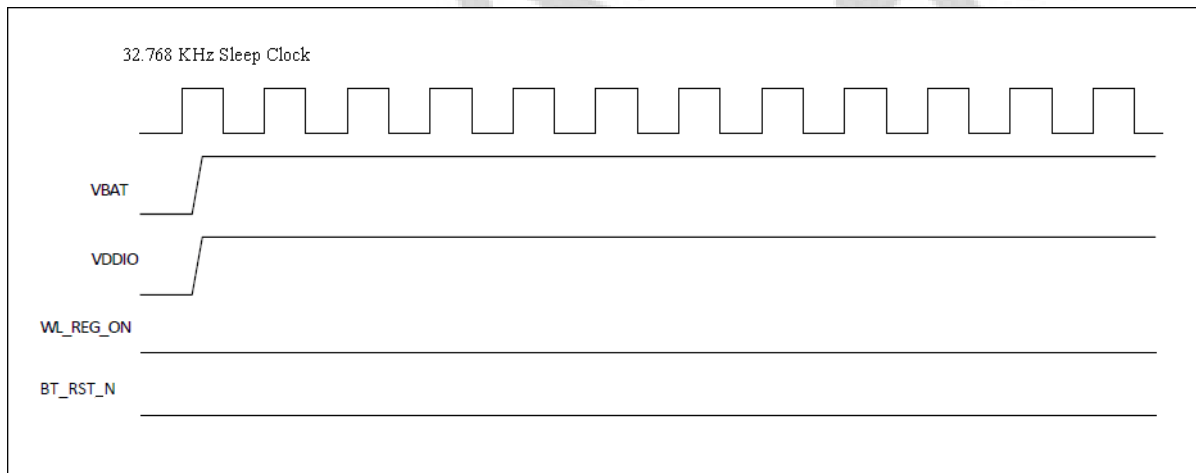 32.768 KHz Sleep Clock
VBAT
VDDIO
WL_REG_ON
BT_RST_N